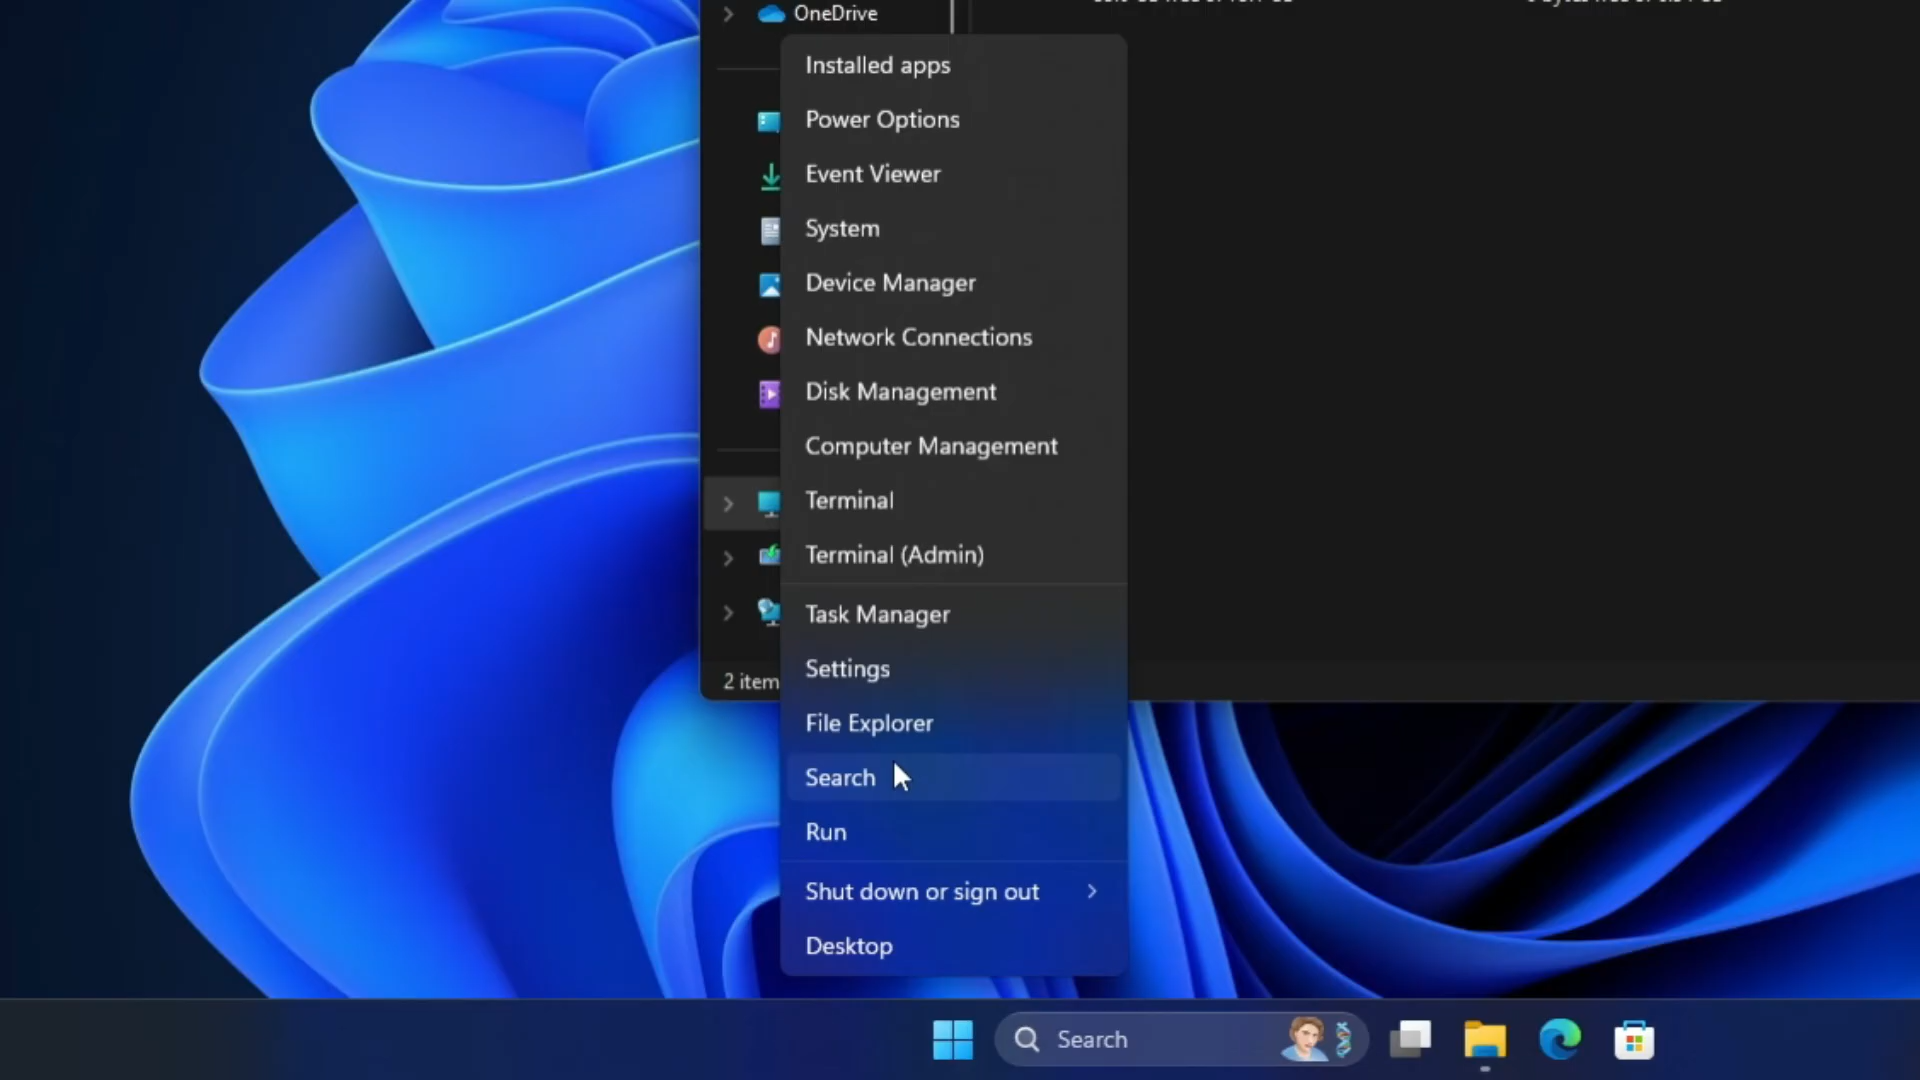 OneDrive
Installed apps
Power Options
Event Viewer
System
Device Manager
Network Connections
Disk Management
Computer Management
Terminal
Terminal (Admin)
Task Manager
Settings
2 item
File Explorer
Search
Run
Shut down or sign out
Desktop
Search